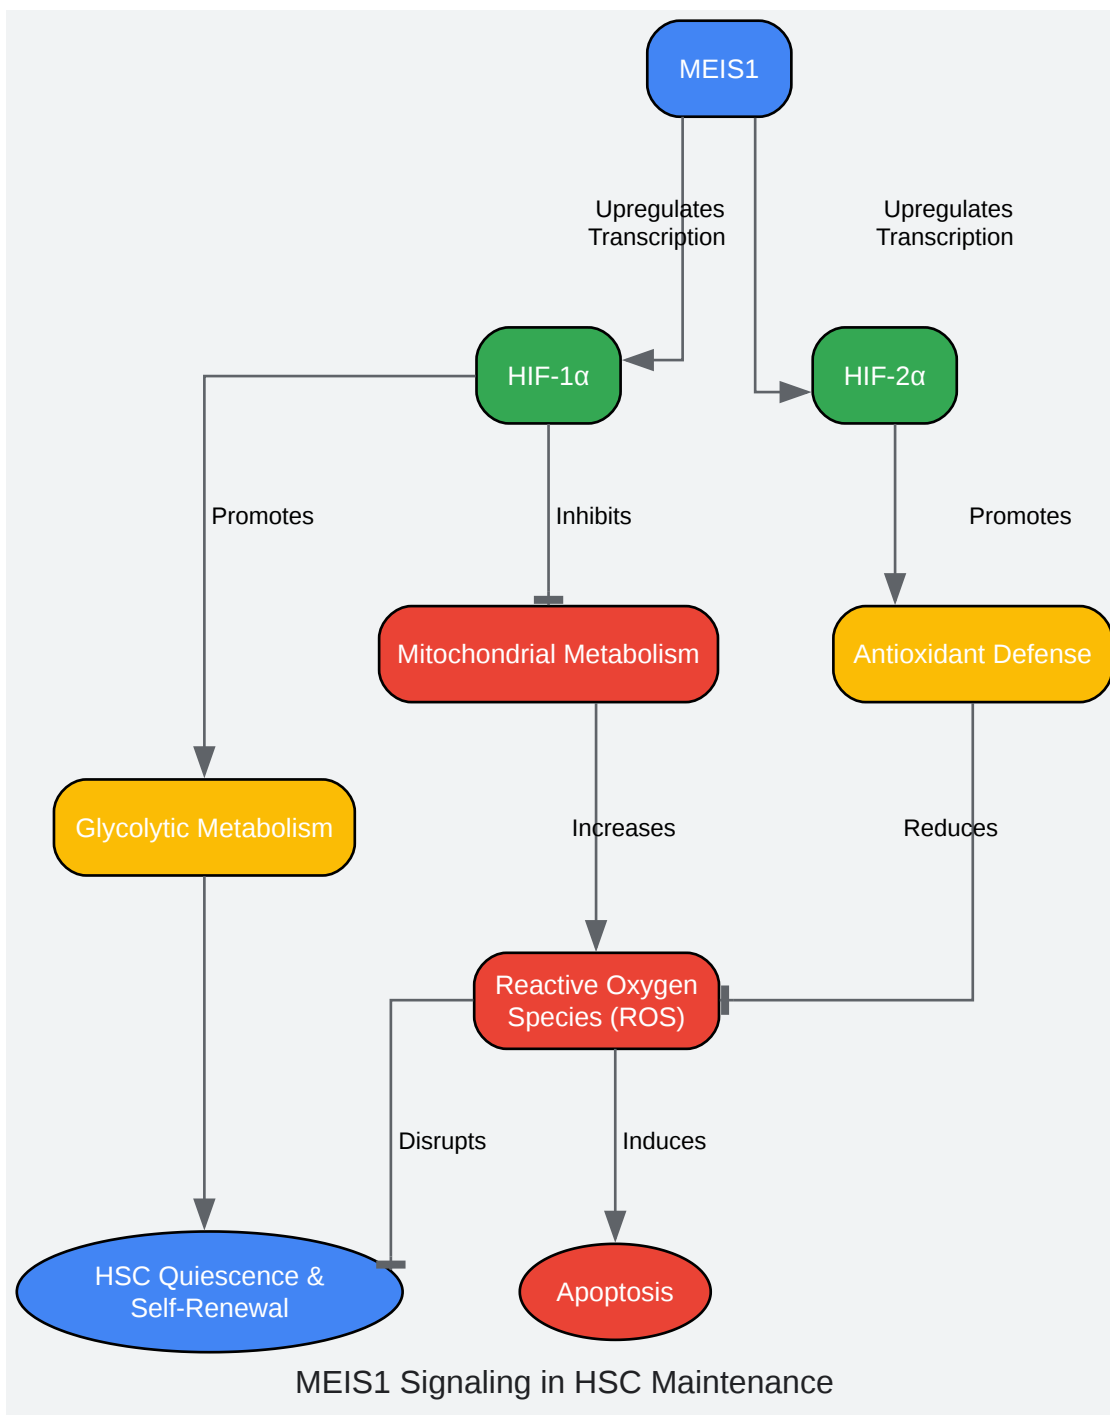 MEIS1
Upregulates
Transcription
Upregulates
Transcription
HIF-1α
HIF-2α
Promotes
Inhibits
Promotes
Mitochondrial Metabolism
Antioxidant Defense
Glycolytic Metabolism
Increases
Reduces
Reactive Oxygen
Species (ROS)
Disrupts
Induces
HSC Quiescence &
Self-Renewal
Apoptosis
MEIS1 Signaling in HSC Maintenance